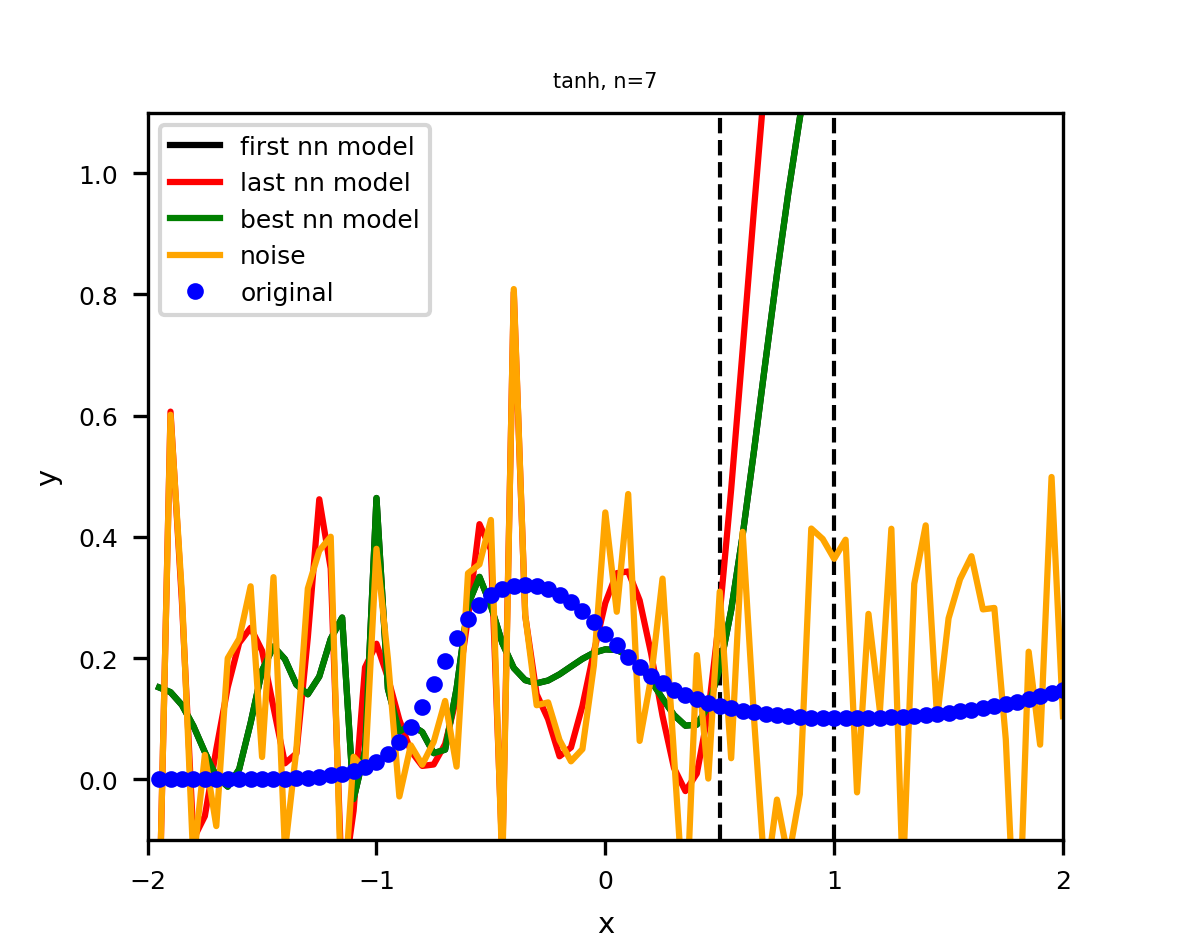 tanh, n=7
first nn model
last nn model
best nn model
noise
original
1.0
0.8
0.6
0.4
0.2
0.0
y
−2
−1
0
1
2
x